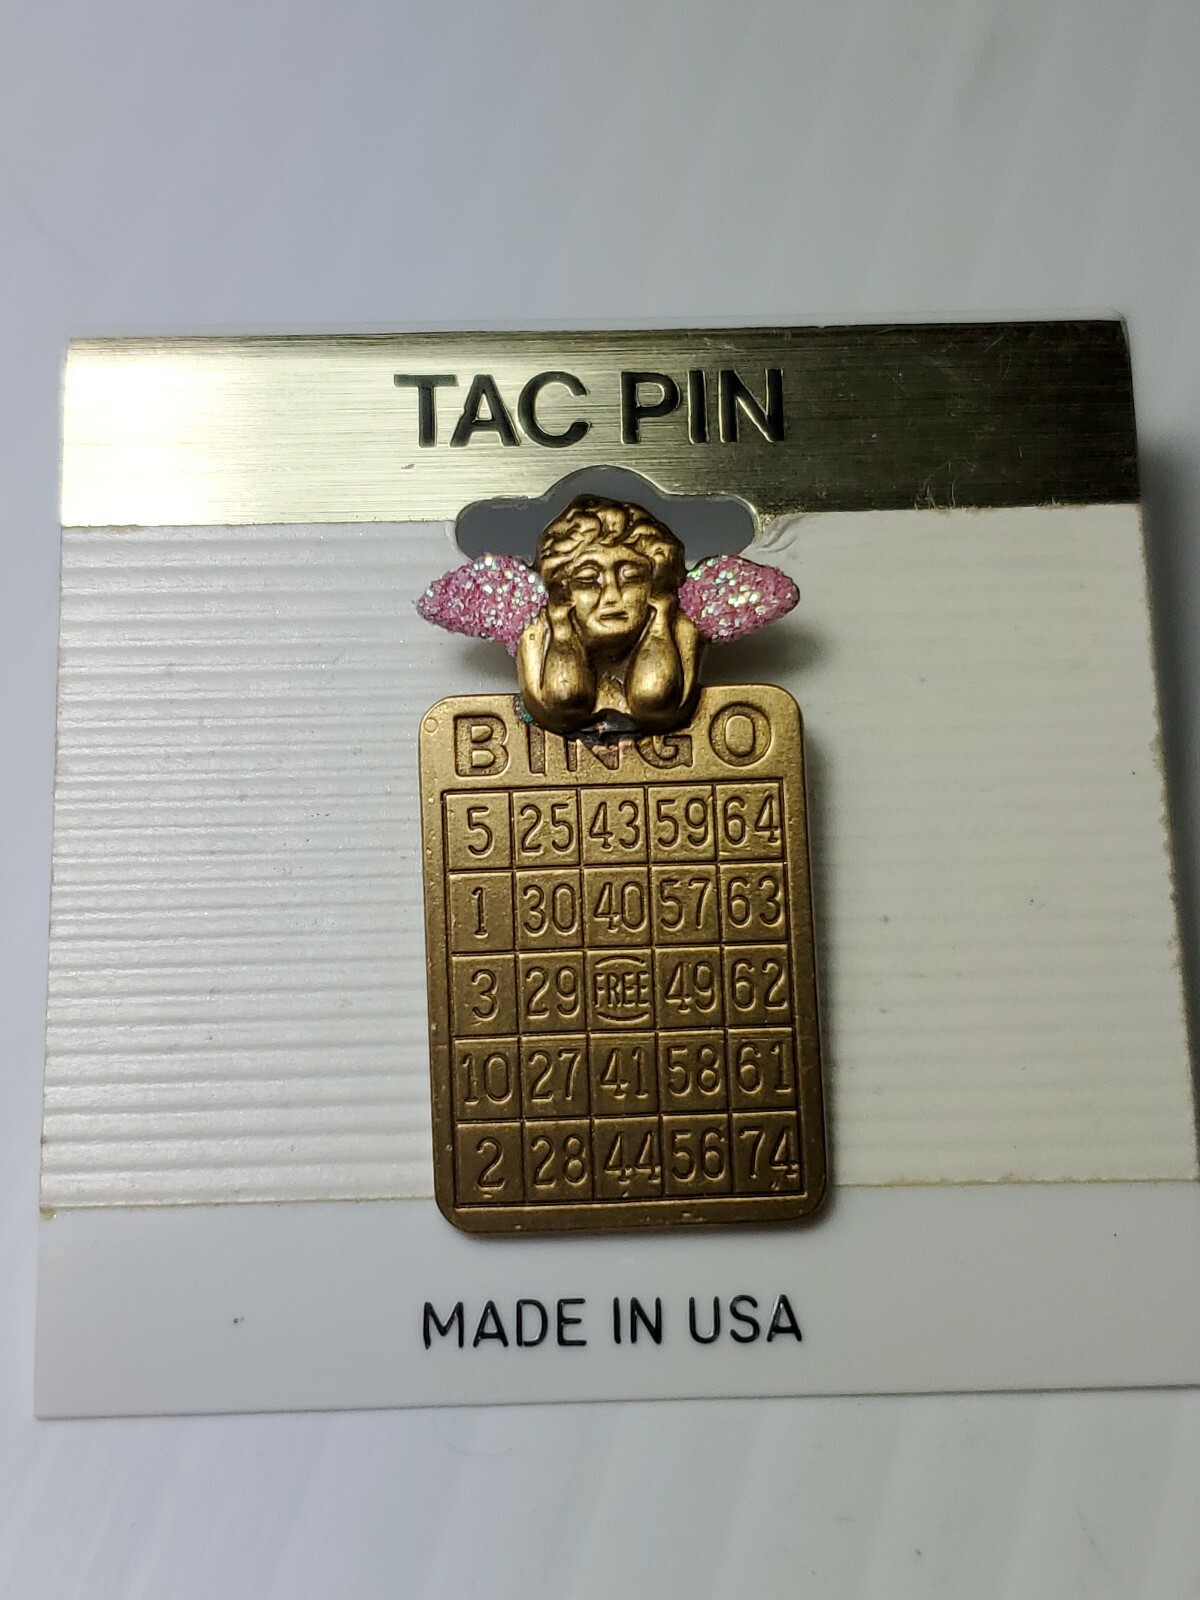 TAC PIN
BINGO
5 25 43 59 64
1 30 40 57 63
3 29 FREE 49 62
10 27 41 58 61
2 28 44 56 74
MADE IN USA